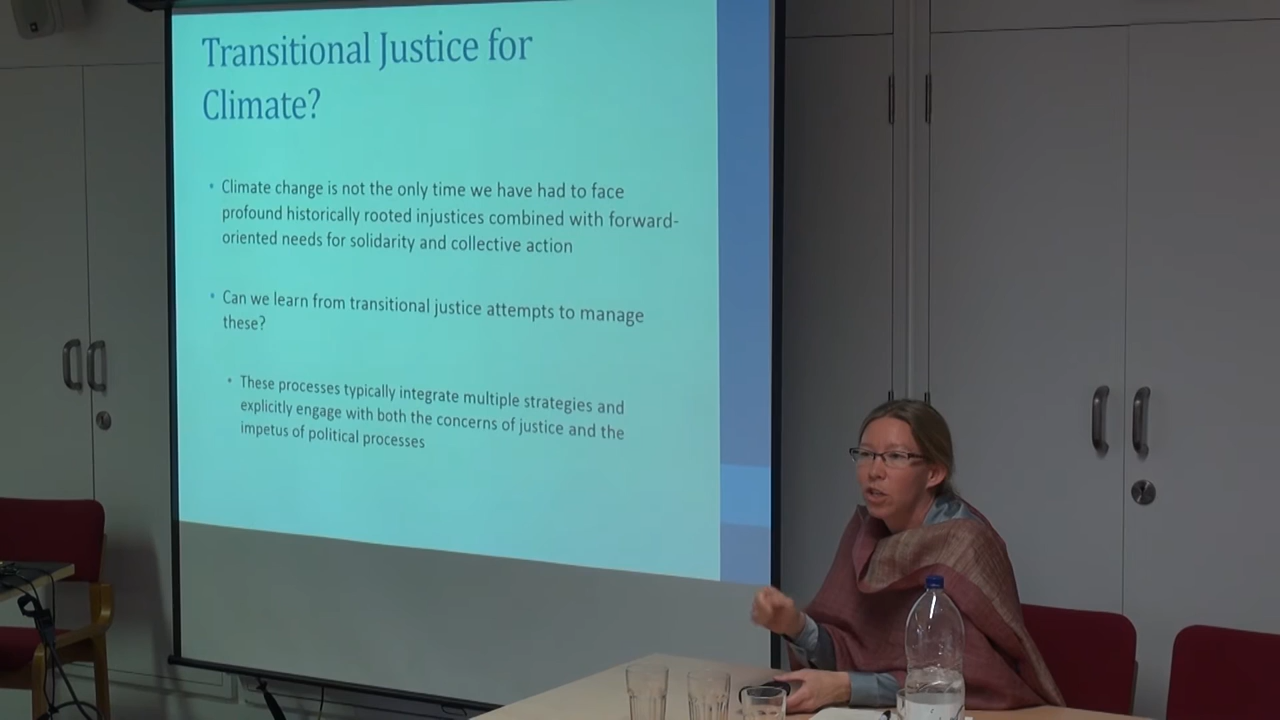 Transitional Justice for
Climate?
• Climate change is not the only time we have had to face
profound historically rooted injustices combined with forward-
oriented needs for solidarity and collective action
• Can we learn from transitional justice attempts to manage
these?
• These processes typically integrate multiple strategies and
explicitly engage with both the concerns of justice and the
impetus of political processes